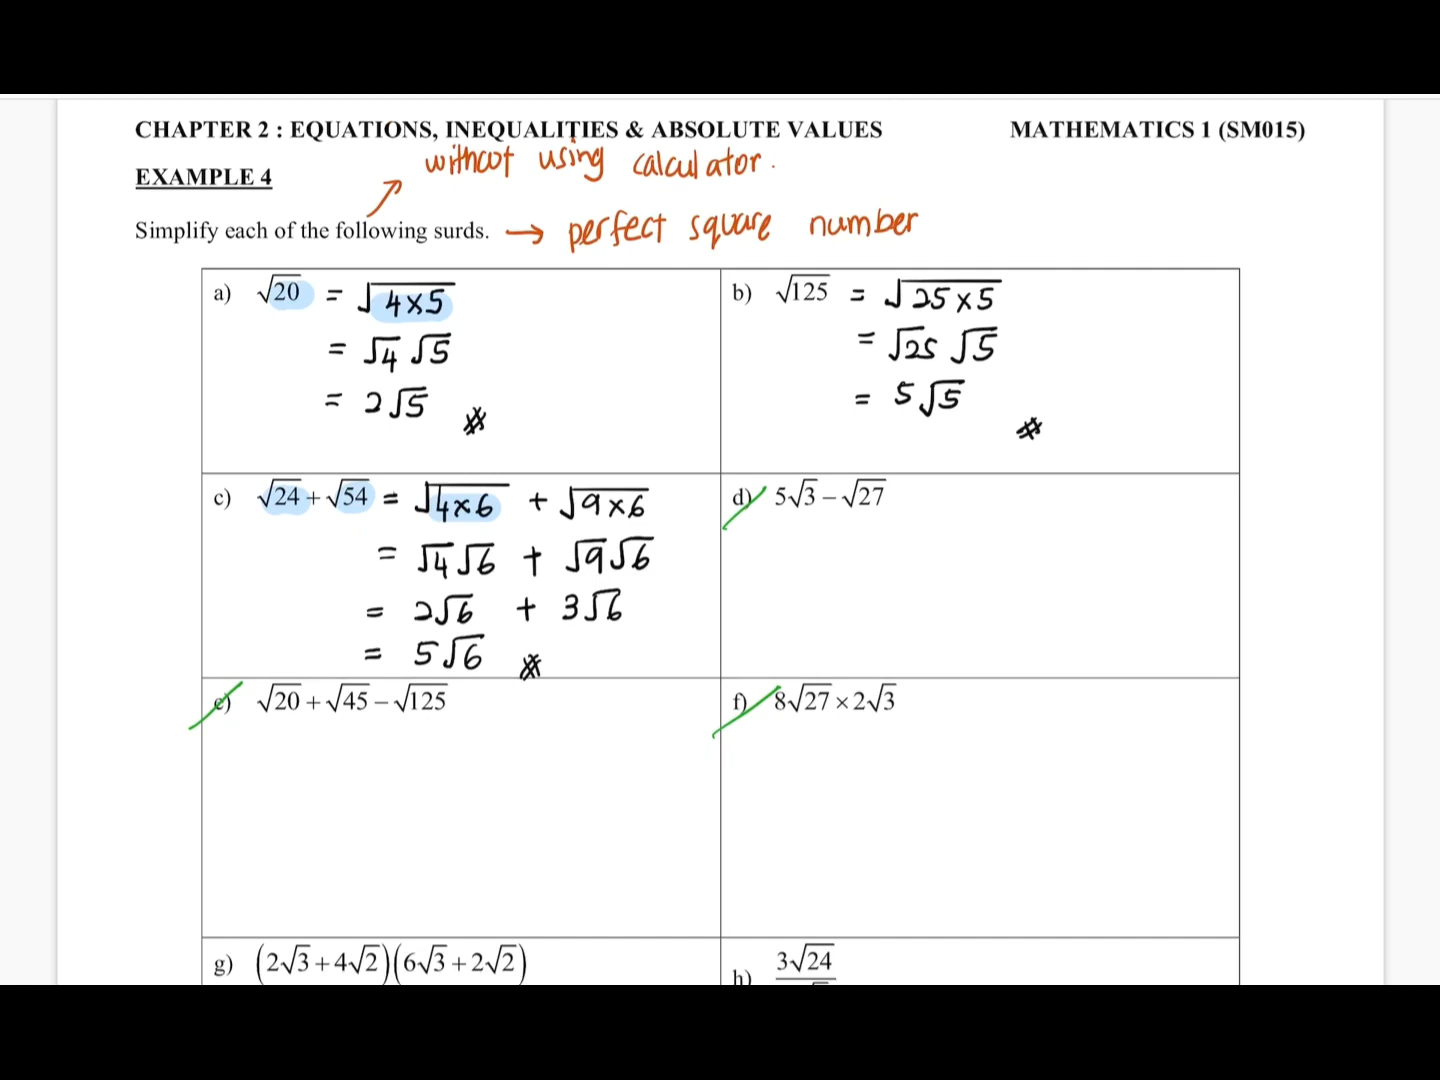 CHAPTER 2 : EQUATIONS, INEQUALITIES & ABSOLUTE VALUES MATHEMATICS 1 (SM015)
without using calculator.
EXAMPLE 4
Simplify each of the following surds. → perfect square number
a) √20 = √4×5
= √4 √5
= 2√5
b) √125 = √25×5
= √25 √5
= 5√5
c) √24 + √54 = √4×6 + √9×6
= √4√6 + √9√6
= 2√6 + 3√6
= 5√6
d) 5√3 – √27
e) √20 + √45 – √125
f) 8√27 × 2√3
g) (2√3 + 4√2)(6√3 + 2√2)
h) 3√24